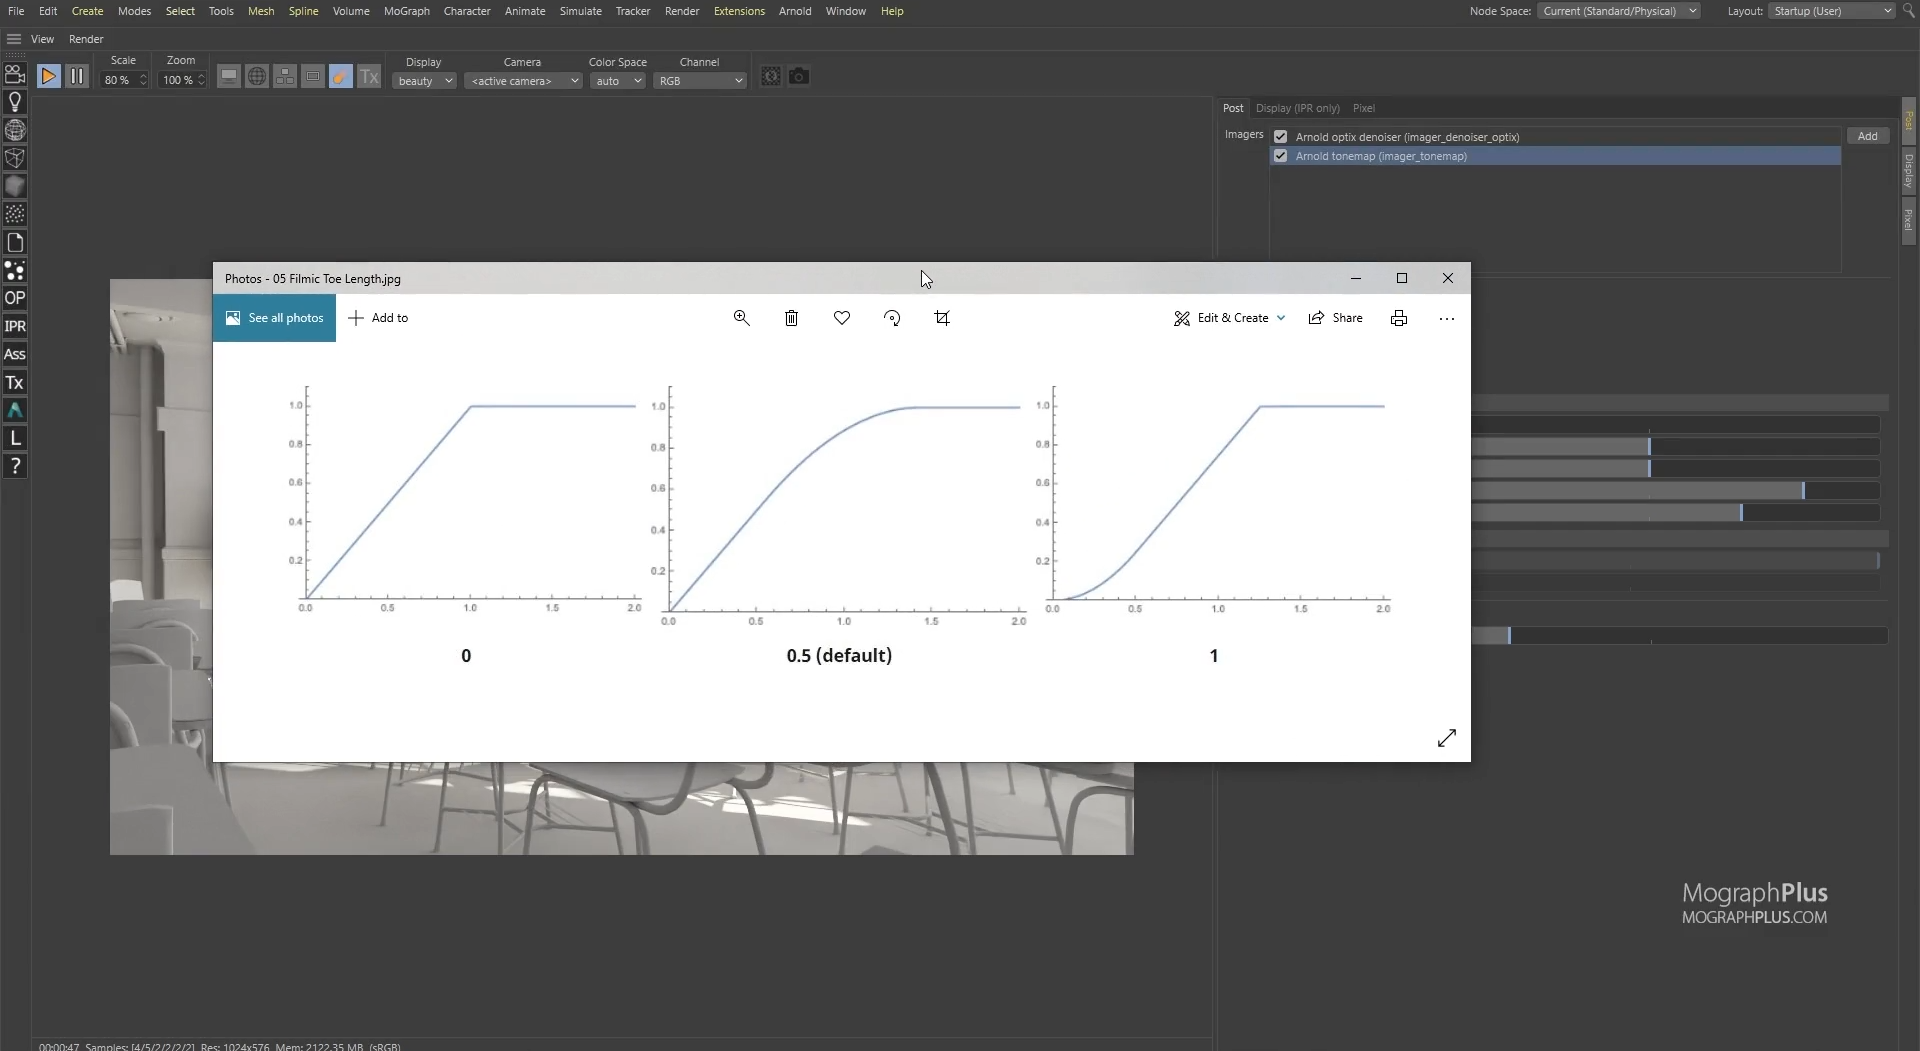 File Edit Create Modes Select Tools Mesh Spline Volume MoGraph Character Animate Simulate Tracker Render Extensions Arnold Window Help Node Space: Current (Standard/Physical) Layout: Startup (User)
View Render
Scale Zoom Display Camera Color Space Channel
80 % 100 % Tx beauty <active camera> auto RGB
Post Display (IPR only) Pixel
Imagers Arnold optix denoiser (imager_denoiser_optix) Add
Arnold tonemap (imager_tonemap)
Post
Display
Pixel
OP
IPR
Ass
Tx
L
?
Photos - 05 Filmic Toe Length.jpg
See all photos Add to Edit & Create Share
1.0 0.8 0.6 0.4 0.2
0.0 0.5 1.0 1.5 2.0
0
1.0 0.8 0.6 0.4 0.2
0.0 0.5 1.0 1.5 2.0
0.5 (default)
1.0 0.8 0.6 0.4 0.2
0.0 0.5 1.0 1.5 2.0
1
MographPlus
MOGRAPHPLUS.COM
00:00:47 Samples: [4/5/2/2/2/2] Res: 1024x576 Mem: 2122.35 MB (sRGB)